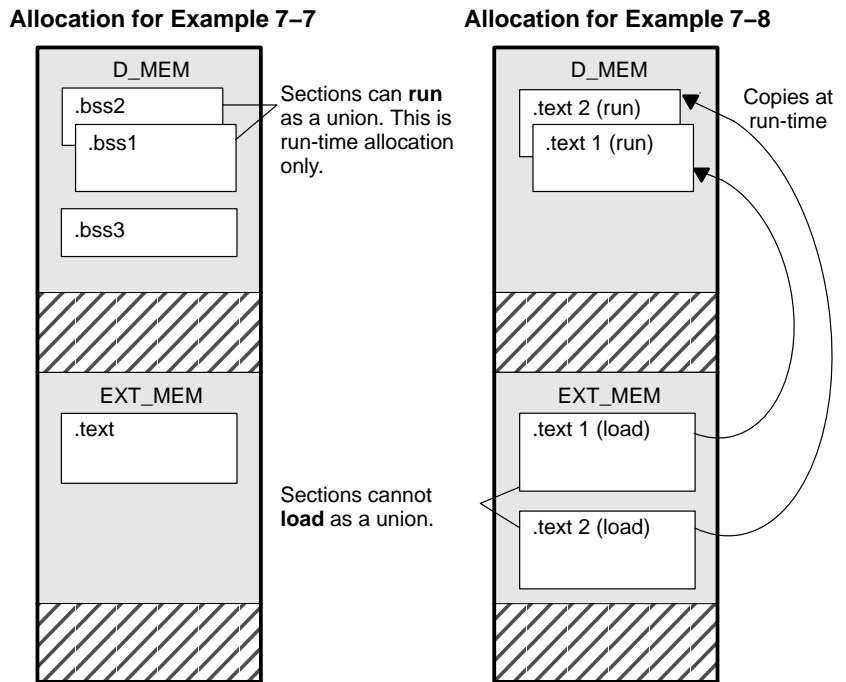 Allocation for Example 7–7
D_MEM
.bss2
.bss1
.bss3
Sections can run
as a union. This is
run-time allocation
only.
EXT_MEM
.text
Sections cannot
load as a union.
Allocation for Example 7–8
D_MEM
.text 2 (run)
.text 1 (run)
Copies at
run-time
EXT_MEM
.text 1 (load)
.text 2 (load)